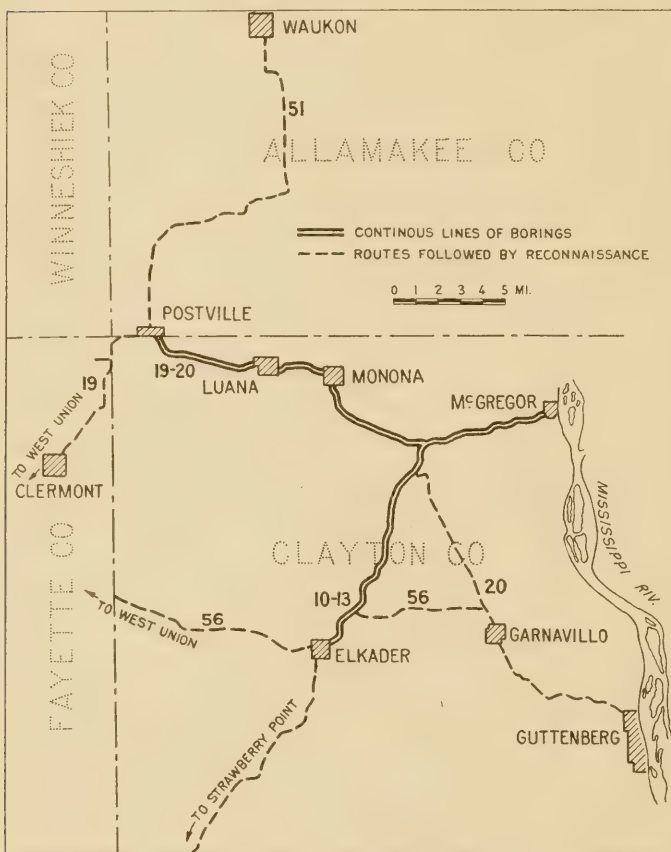 WAUKON
51
WINNESHIEK CO
ALLAMAKEE CO
CONTINOUS LINES OF BORINGS
ROUTES FOLLOWED BY RECONNAISSANCE
0 1 2 3 4 5 MI.
POSTVILLE
19
19-20
LUANA
MONONA
McGREGOR
TO WEST UNION
CLERMONT
MISSISSIPPI RIV.
FAYETTE CO
CLAYTON CO
10-13
56
20
56
TO WEST UNION
ELKADER
GARNAVILLO
GUTTENBERG
TO STRAWBERRY POINT